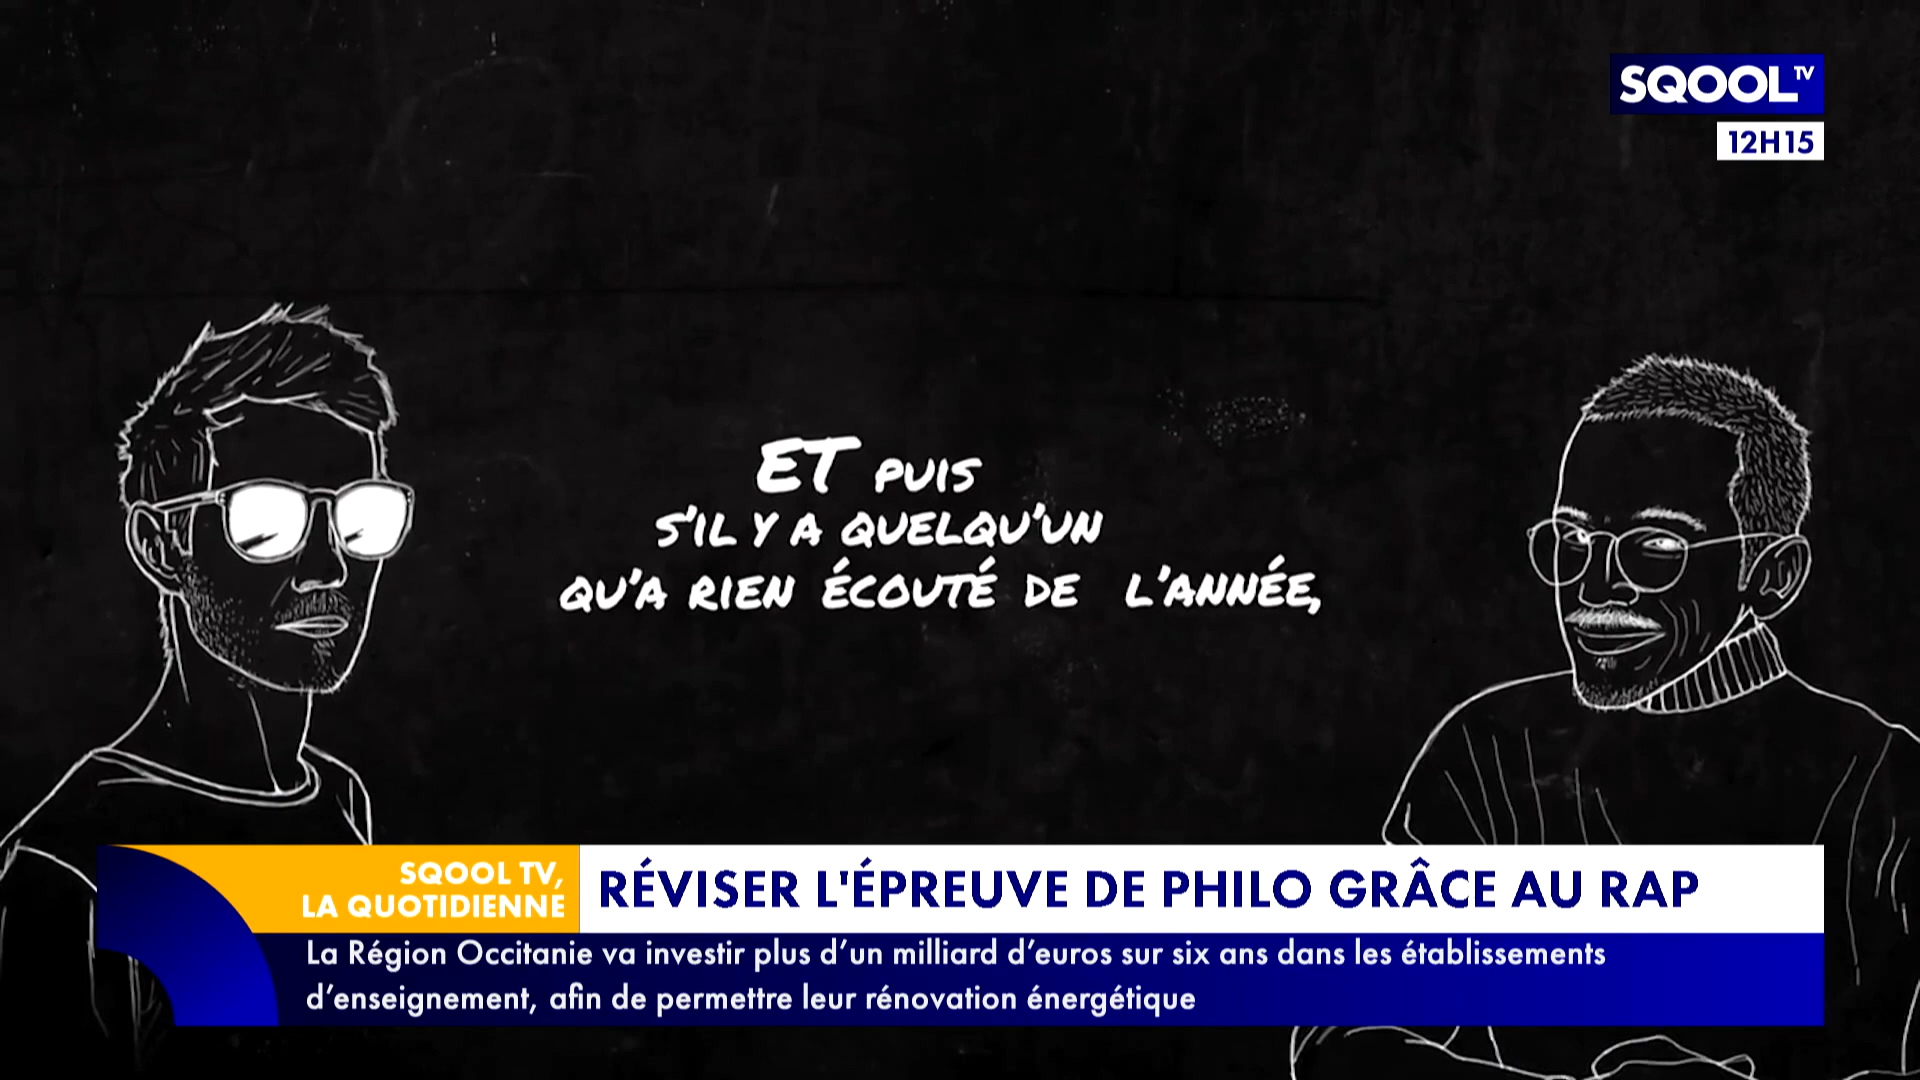 SQOOL TV
12H15
ET PUIS
S'IL Y A QUELQU'UN
QU'A RIEN ÉCOUTÉ DE L'ANNÉE,
SQOOL TV,
LA QUOTIDIENNE
RÉVISER L'ÉPREUVE DE PHILO GRÂCE AU RAP
La Région Occitanie va investir plus d’un milliard d’euros sur six ans dans les établissements
d’enseignement, afin de permettre leur rénovation énergétique